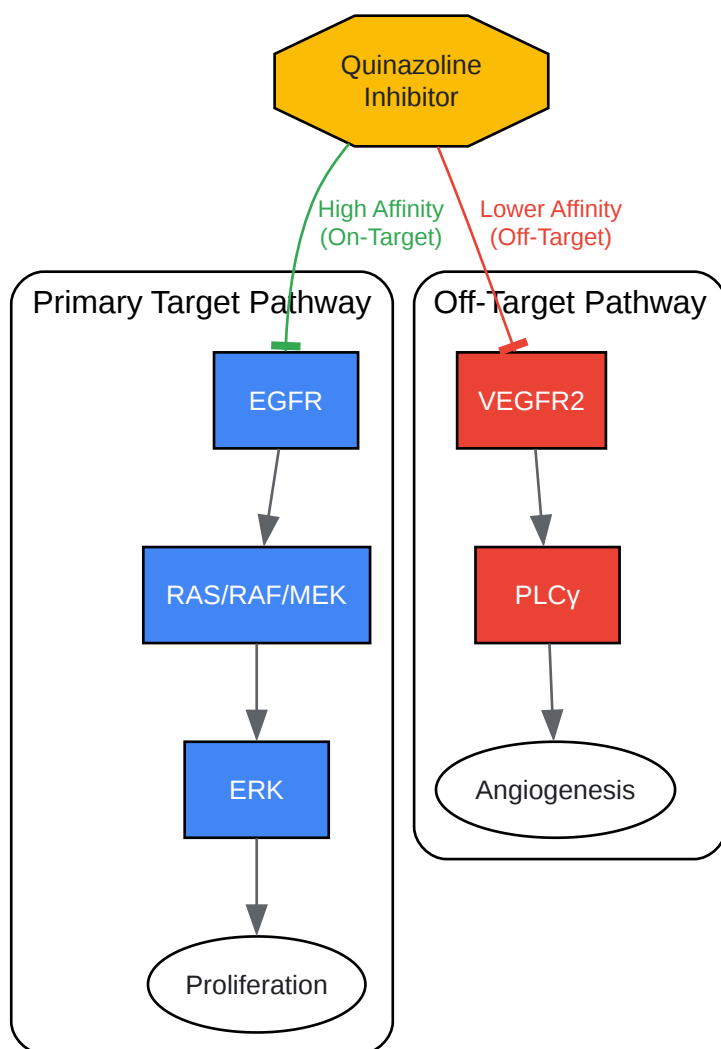 Quinazoline
Inhibitor
High Affinity
(On-Target)
Lower Affinity
(Off-Target)
Primary Target Pathway
Off-Target Pathway
EGFR
VEGFR2
RAS/RAF/MEK
PLCγ
ERK
Angiogenesis
Proliferation